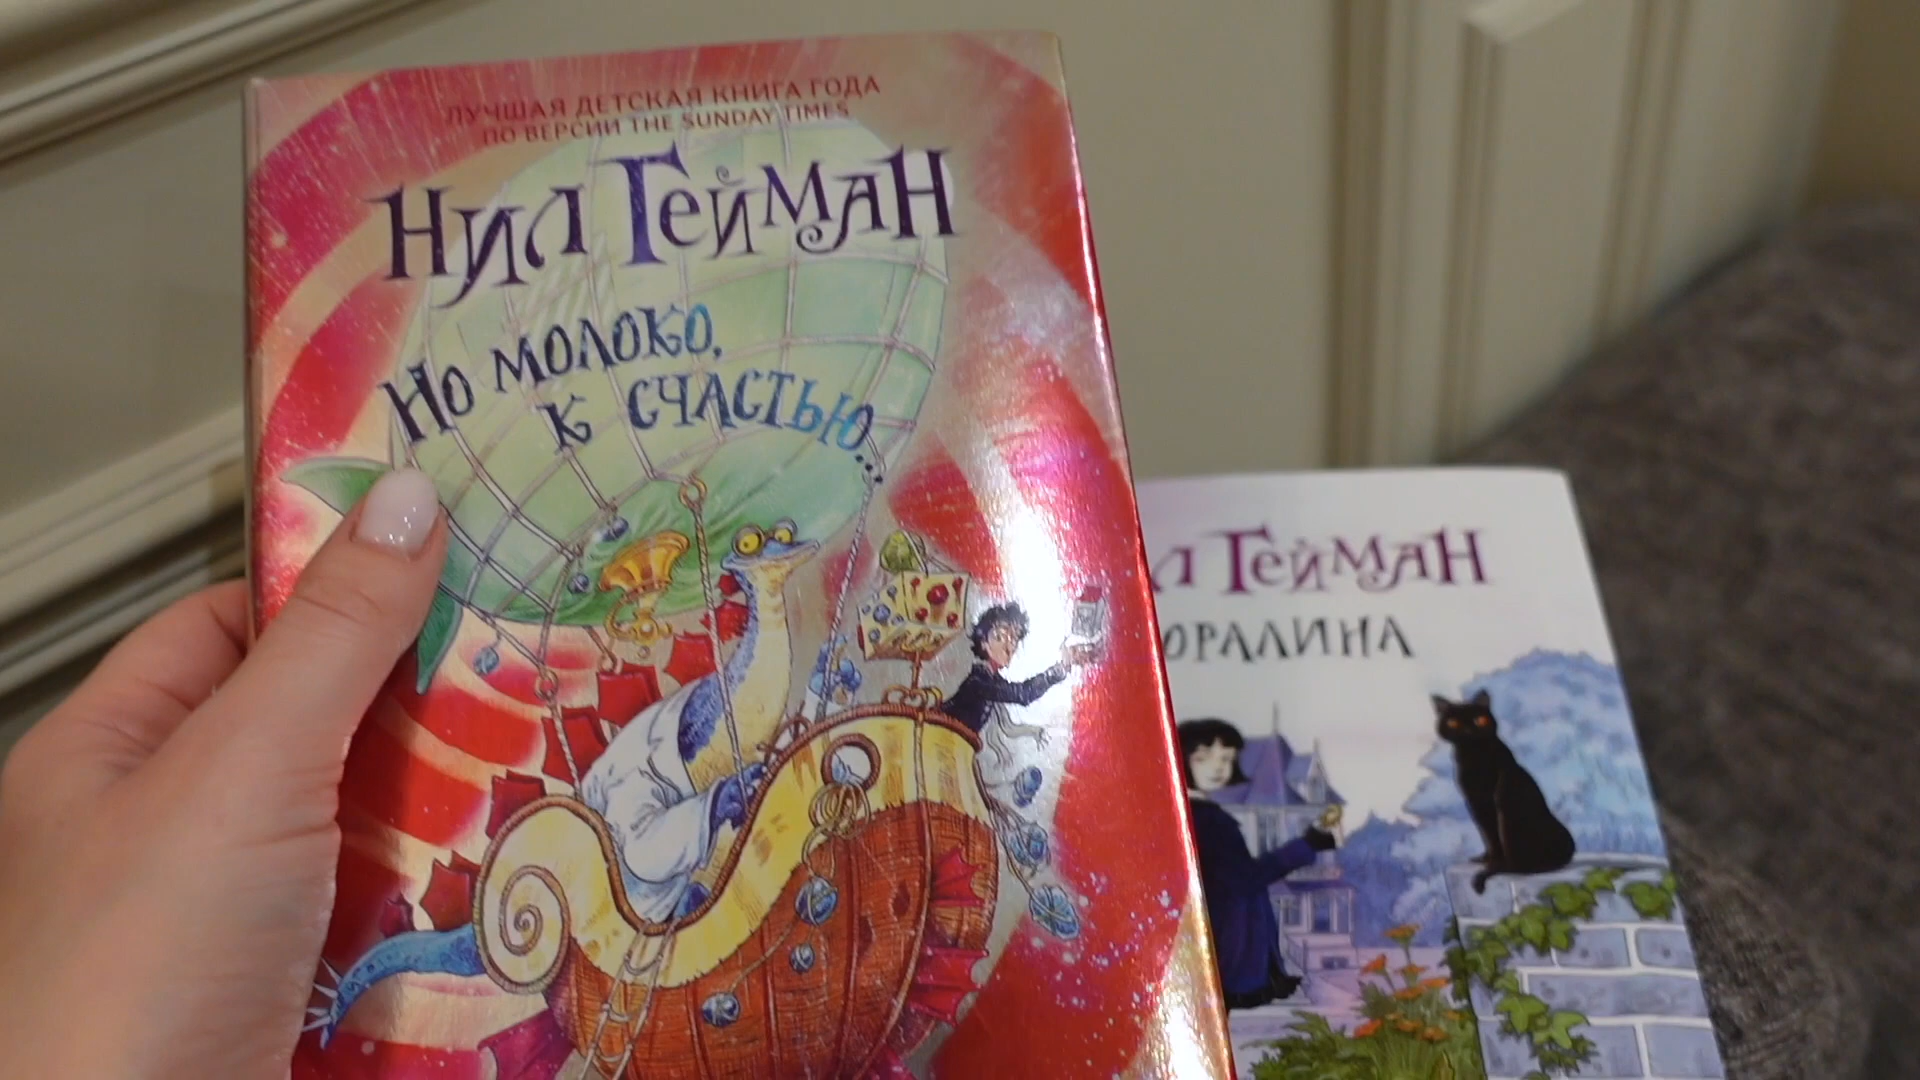 ЛУЧШАЯ ДЕТСКАЯ КНИГА ГОДА
ПО ВЕРСИИ THE SUNDAY TIMES
НИЛ ГЕЙМАН
НО МОЛОКО,
К СЧАСТЬЮ...
Л ГЕЙМАН
ОРАЛИНА